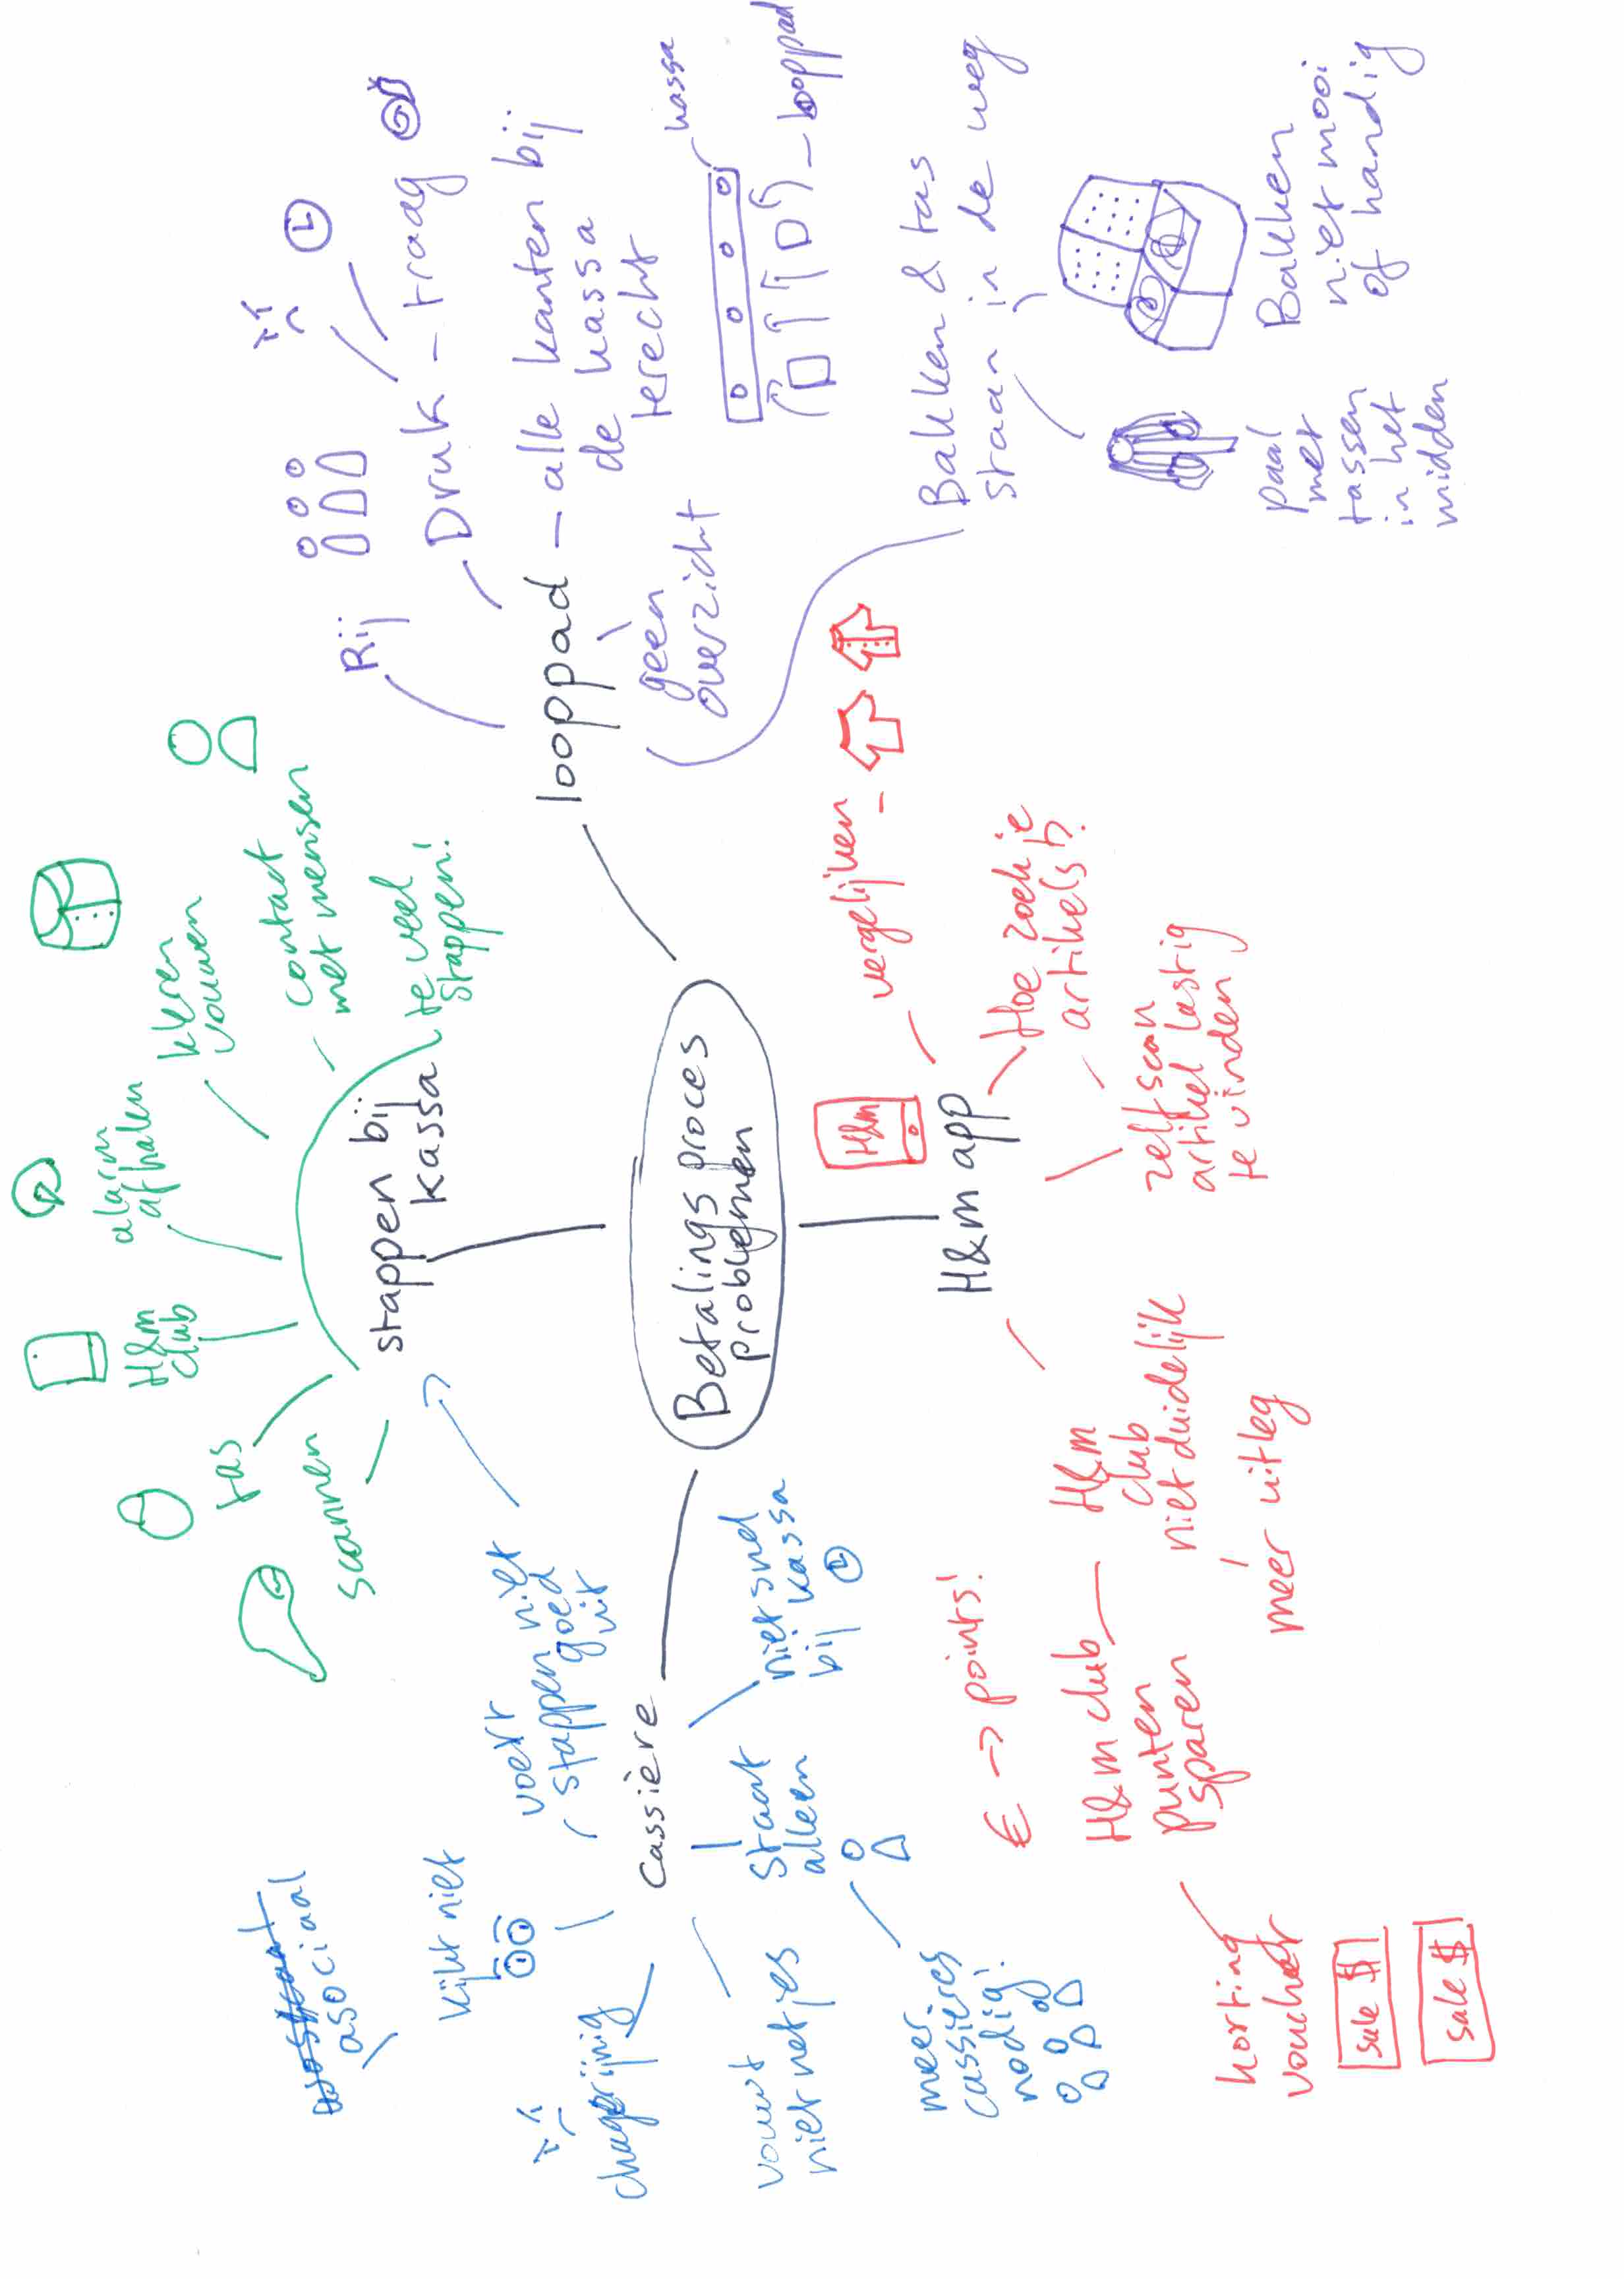 Betalings proces
problemen
stappen bij
kassa
scannen
tas
H&m
club
alarm
afhalen
kleren
vouwen
contact
met mensen
te veel
stappen!
looppad
Rij
Druk – traag
alle kanten bij
de kassa
terecht
geen
overzicht
kassa
looppad
Bakken & tas
staan in de weg
paal
met
tassen
in het
midden
Bakken
niet mooi
of handig
H&m app
H&m
vergelijken
Hoe zoek je
artikels?
zelfscan
artikel lastig
te vinden
H&m
club
niet duidelijk
meer uitleg
H&m club
punten
sparen
€ -> points!
korting
voucher
sale $
sale $
Cassière
asociaal
kijkt niet
voert
stappen niet
goed
uit
chagerijnig
vouwt
niet netjes
staat
alleen
niet snel
bij kassa
meer
cassières
nodig!